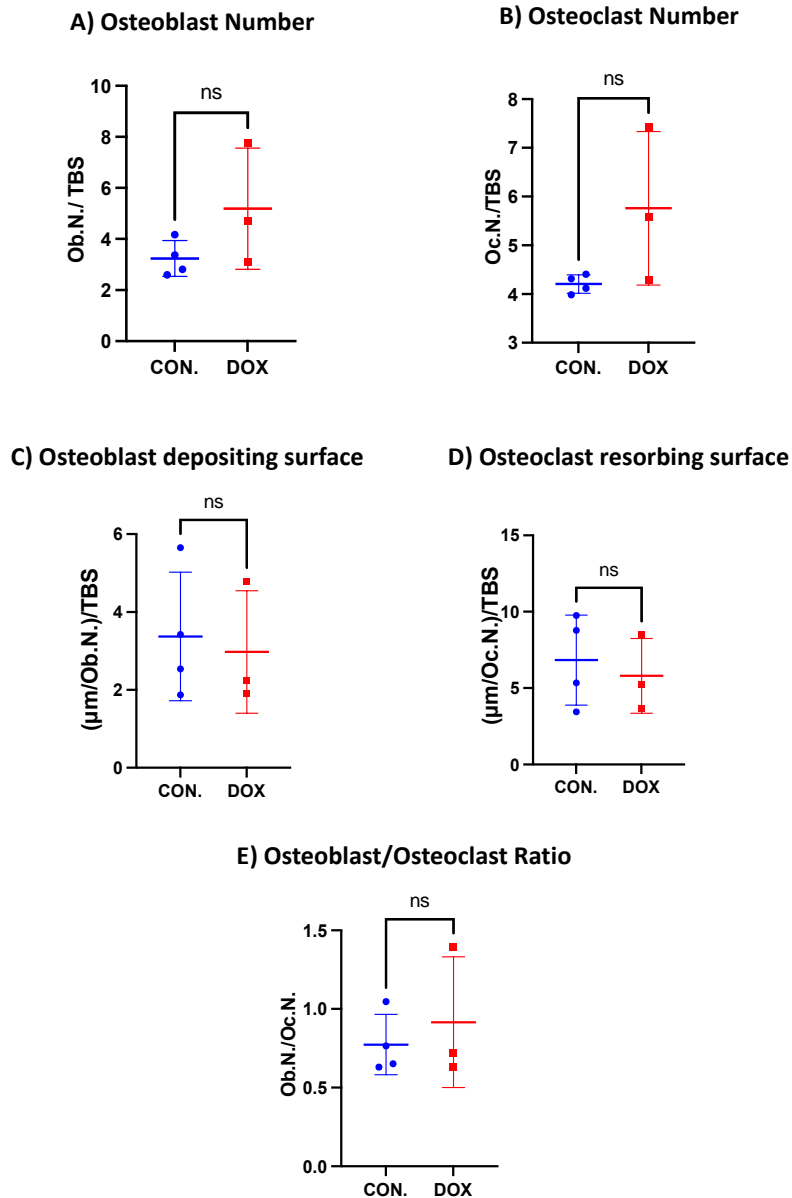 A) Osteoblast Number
ns
10
8
6
4
2
0
Ob.N./ TBS
CON.
DOX
B) Osteoclast Number
ns
8
7
6
5
4
3
Oc.N./TBS
CON.
DOX
C) Osteoblast depositing surface
ns
6
4
2
0
(µm/Ob.N.)/TBS
CON.
DOX
D) Osteoclast resorbing surface
ns
15
10
5
0
(µm/Oc.N.)/TBS
CON.
DOX
E) Osteoblast/Osteoclast Ratio
ns
1.5
1.0
0.5
0.0
Ob.N./Oc.N.
CON.
DOX